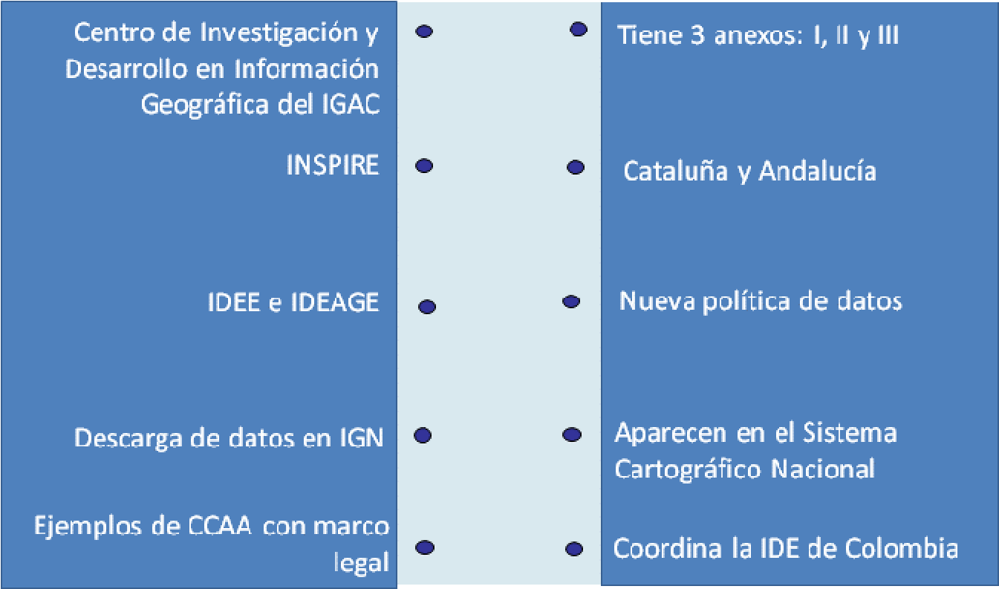 Centro de Investigación y
Desarrollo en Información
Geográfica del IGAC
INSPIRE
IDEE e IDEAGE
Descarga de datos en IGN
Ejemplos de CCAA con marco
legal
Tiene 3 anexos: I, II y III
Cataluña y Andalucía
Nueva política de datos
Aparecen en el Sistema
Cartográfico Nacional
Coordina la IDE de Colombia